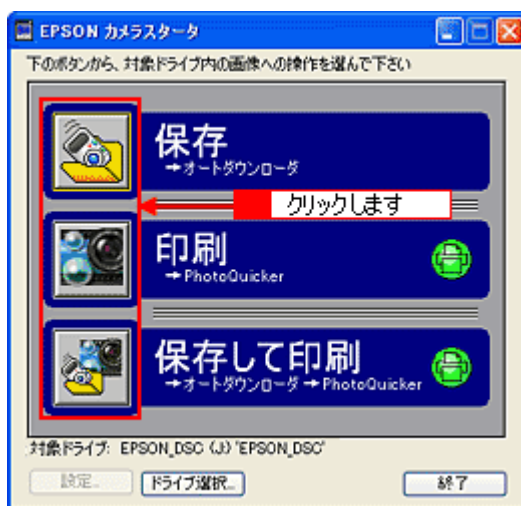 EPSON カメラスタータ
下のボタンから、対象ドライブ内の画像への操作を選んで下さい
保存
→オートダウンローダ
クリックします
印刷
→PhotoQuicker
保存して印刷
→オートダウンローダ→PhotoQuicker
対象ドライブ: EPSON_DSC (J:) 'EPSON_DSC'
設定...
ドライブ選択...
終了